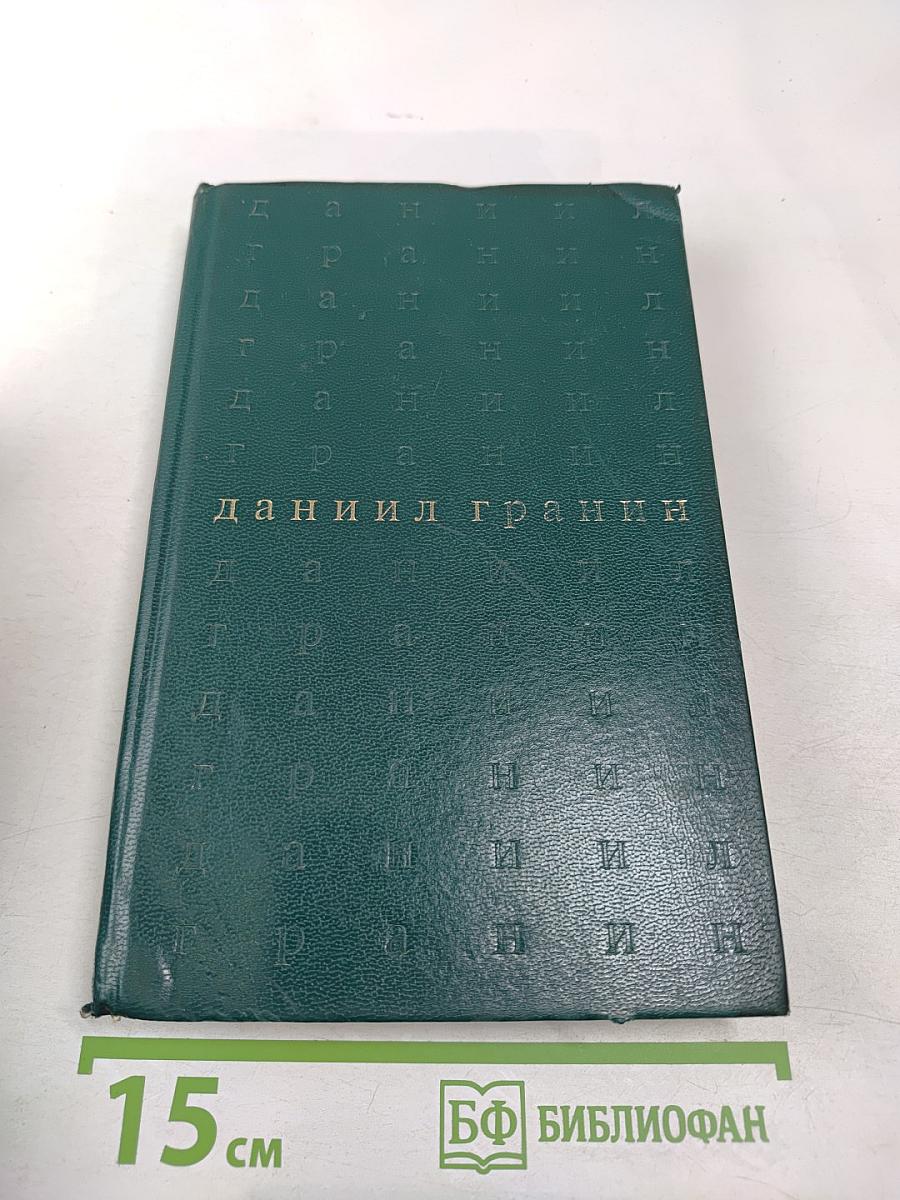 д а н и и л
г р а н и н
д а н и и л
г р а н и н
д а н и и л
г р а н и н
даниил гранин
д а н и и л
г р а н и н
д а н и и л
г р а н и н
д а н и и л
г р а н и н
15 см
БФ БИБЛИОФАН